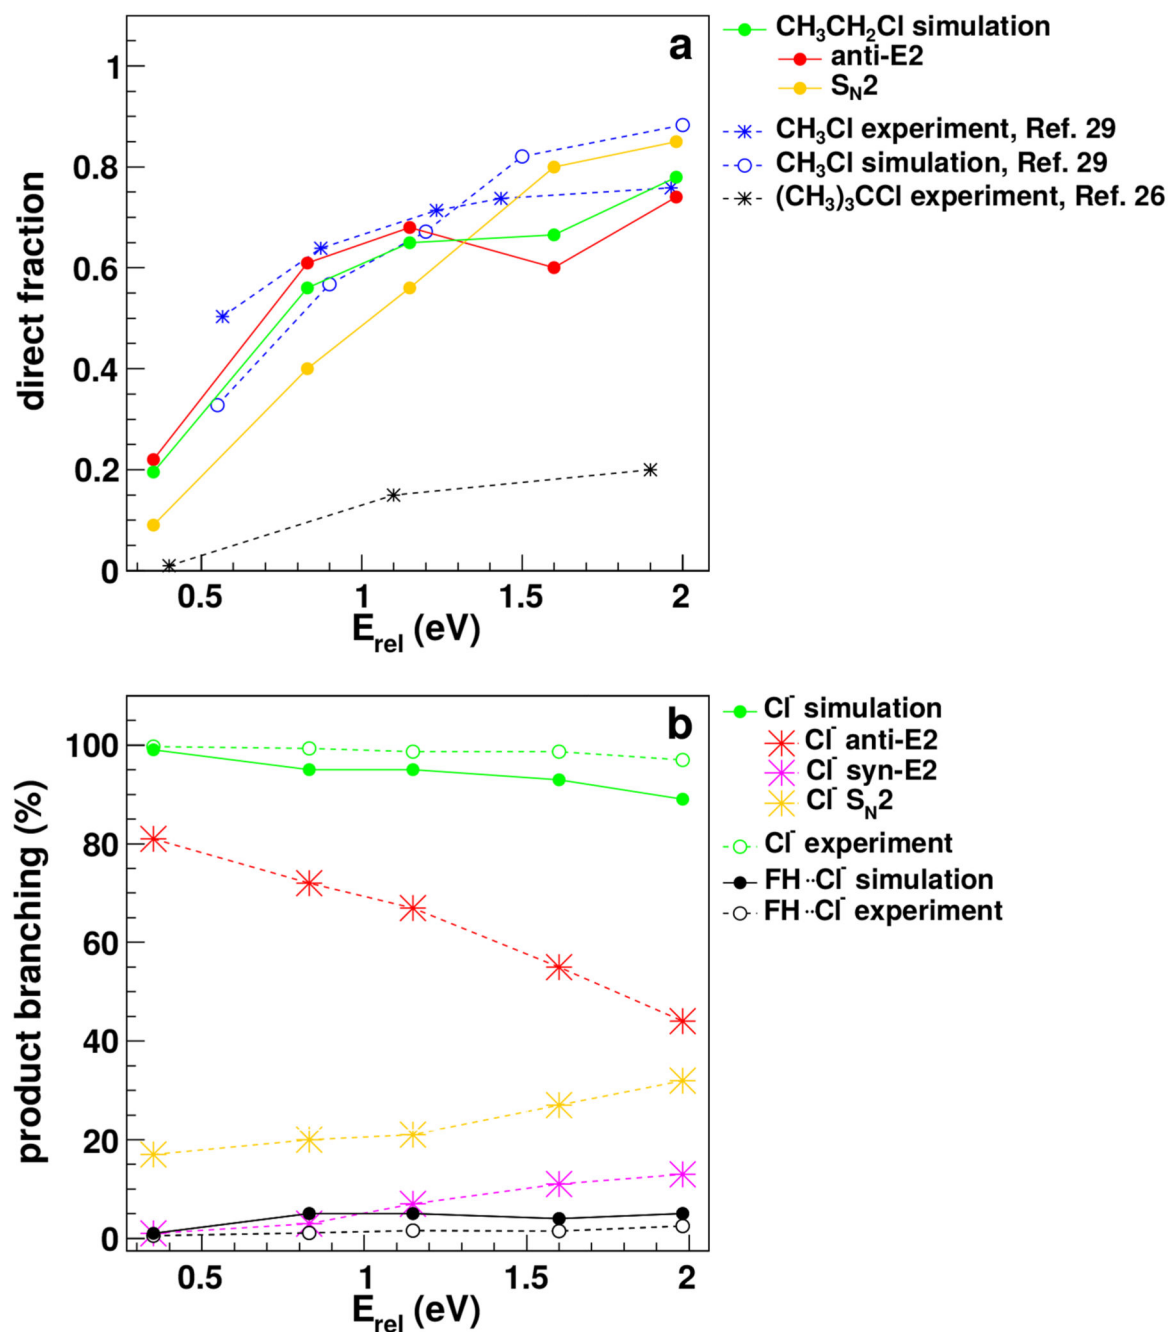 a
1
0.8
0.6
0.4
0.2
0
direct fraction
0.5
1
1.5
2
E_rel (eV)
CH₃CH₂Cl simulation
anti-E2
S_N2
CH₃Cl experiment, Ref. 29
CH₃Cl simulation, Ref. 29
(CH₃)₃CCl experiment, Ref. 26
b
100
80
60
40
20
0
product branching (%)
0.5
1
1.5
2
E_rel (eV)
Cl⁻ simulation
Cl⁻ anti-E2
Cl⁻ syn-E2
Cl⁻ S_N2
Cl⁻ experiment
FH··Cl⁻ simulation
FH··Cl⁻ experiment